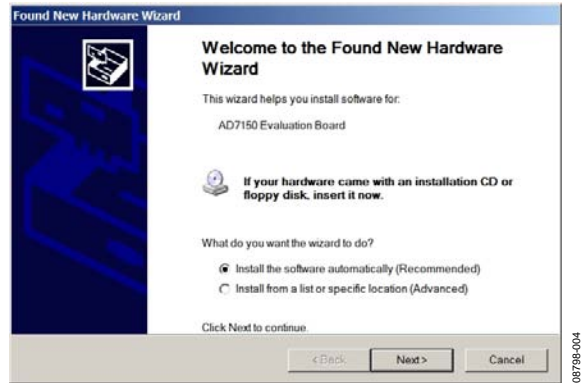 Found New Hardware Wizard
Welcome to the Found New Hardware
Wizard
This wizard helps you install software for:
AD7150 Evaluation Board
If your hardware came with an installation CD or
floppy disk, insert it now.
What do you want the wizard to do?
Install the software automatically (Recommended)
Install from a list or specific location (Advanced)
Click Next to continue.
< Back
Next >
Cancel
08798-004